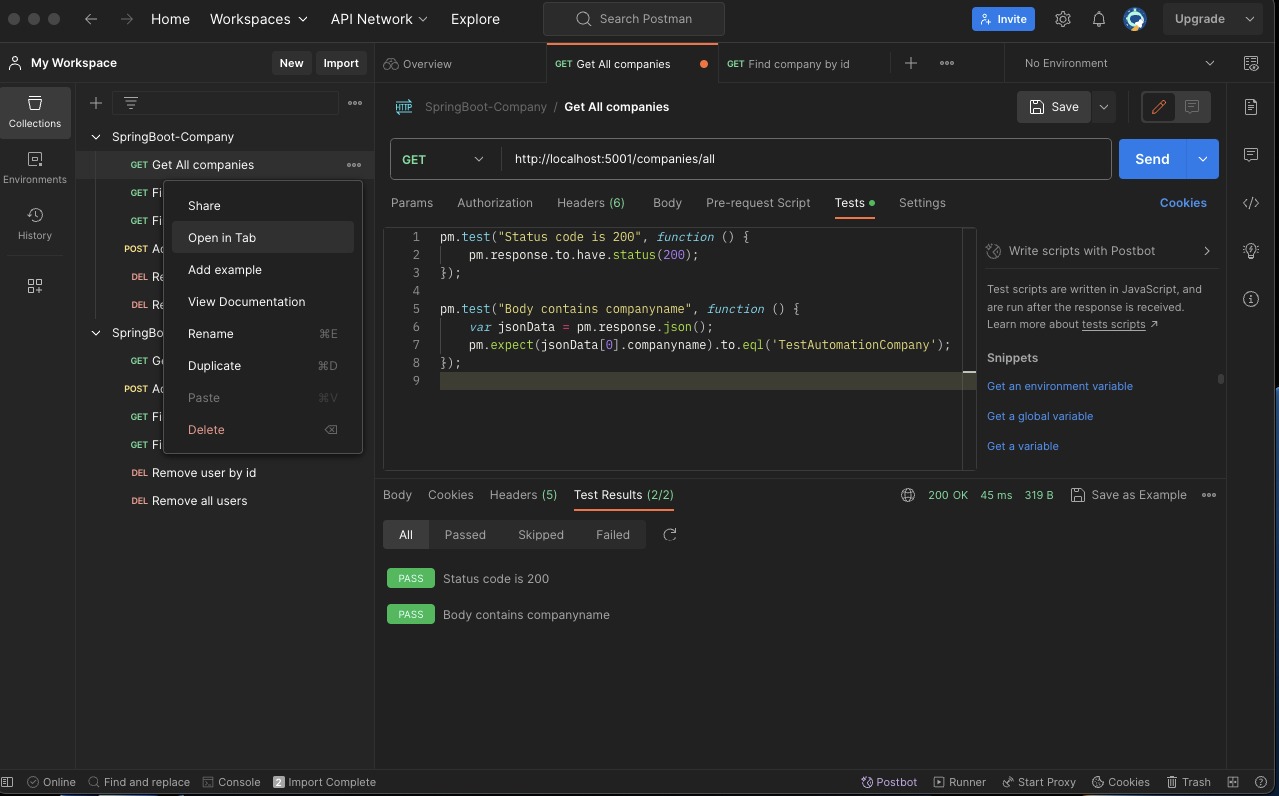 Home Workspaces API Network Explore Search Postman Invite Upgrade
My Workspace New Import
Overview GET Get All companies GET Find company by id No Environment
Collections
Environments
History
SpringBoot-Company
GET Get All companies
GET Fi
GET Fi
POST Ac
DEL Re
DEL Re
SpringBo
GET Ge
POST Ac
GET Fi
GET Fi
DEL Remove user by id
DEL Remove all users
Share
Open in Tab
Add example
View Documentation
Rename ⌘E
Duplicate ⌘D
Paste ⌘V
Delete ⌫
HTTP SpringBoot-Company / Get All companies Save
GET http://localhost:5001/companies/all Send
Params Authorization Headers (6) Body Pre-request Script Tests Settings Cookies
1 pm.test("Status code is 200", function () {
2 pm.response.to.have.status(200);
3 });
4
5 pm.test("Body contains companyname", function () {
6 var jsonData = pm.response.json();
7 pm.expect(jsonData[0].companyname).to.eql('TestAutomationCompany');
8 });
9
Write scripts with Postbot
Test scripts are written in JavaScript, and
are run after the response is received.
Learn more about tests scripts ↗
Snippets
Get an environment variable
Get a global variable
Get a variable
Body Cookies Headers (5) Test Results (2/2) 200 OK 45 ms 319 B Save as Example
All Passed Skipped Failed
PASS Status code is 200
PASS Body contains companyname
Online Find and replace Console 2 Import Complete Postbot Runner Start Proxy Cookies Trash